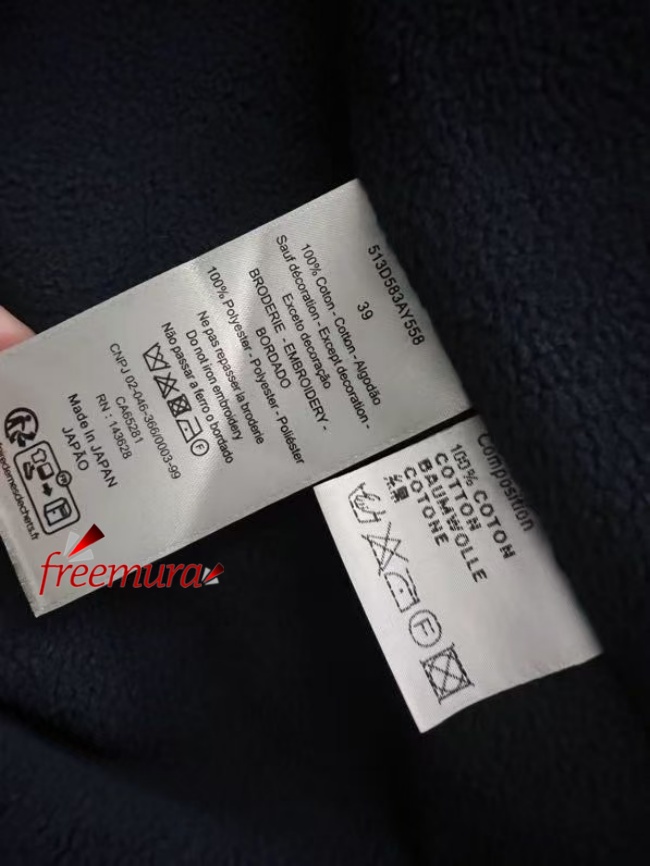 513D583AY558
39
100% Coton - Cotton - Algodão
Sauf décoration - Except decoration -
Exceto decoração
BRODERIE - EMBROIDERY -
BORDADO
100% Polyester - Polyester - Poliéster
Ne pas repasser la broderie
Do not iron embroidery
Não passar a ferro o bordado
F
CNPJ 02-046-366/0003-99
CA65281
RN : 143628
Made in JAPAN
JAPÃO
Composition
100% COTON
COTTON
BAUMWOLLE
COTONE
F
freemura